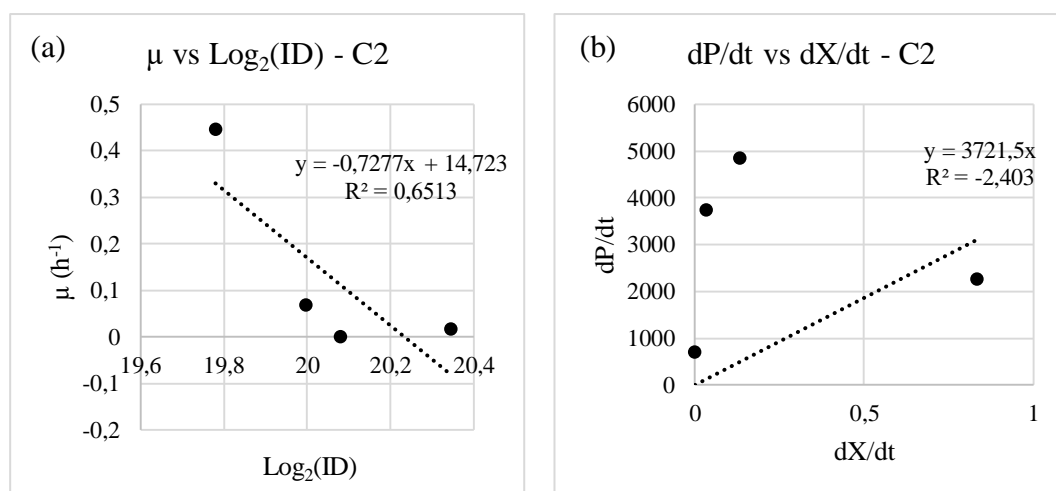 (a)
μ vs Log₂(ID) - C2
0,5
0,4
0,3
0,2
0,1
0
-0,1
-0,2
19,6
19,8
20
20,2
20,4
y = -0,7277x + 14,723
R² = 0,6513
μ (h⁻¹)
Log₂(ID)
(b)
dP/dt vs dX/dt - C2
6000
5000
4000
3000
2000
1000
0
0
0,5
1
y = 3721,5x
R² = -2,403
dP/dt
dX/dt